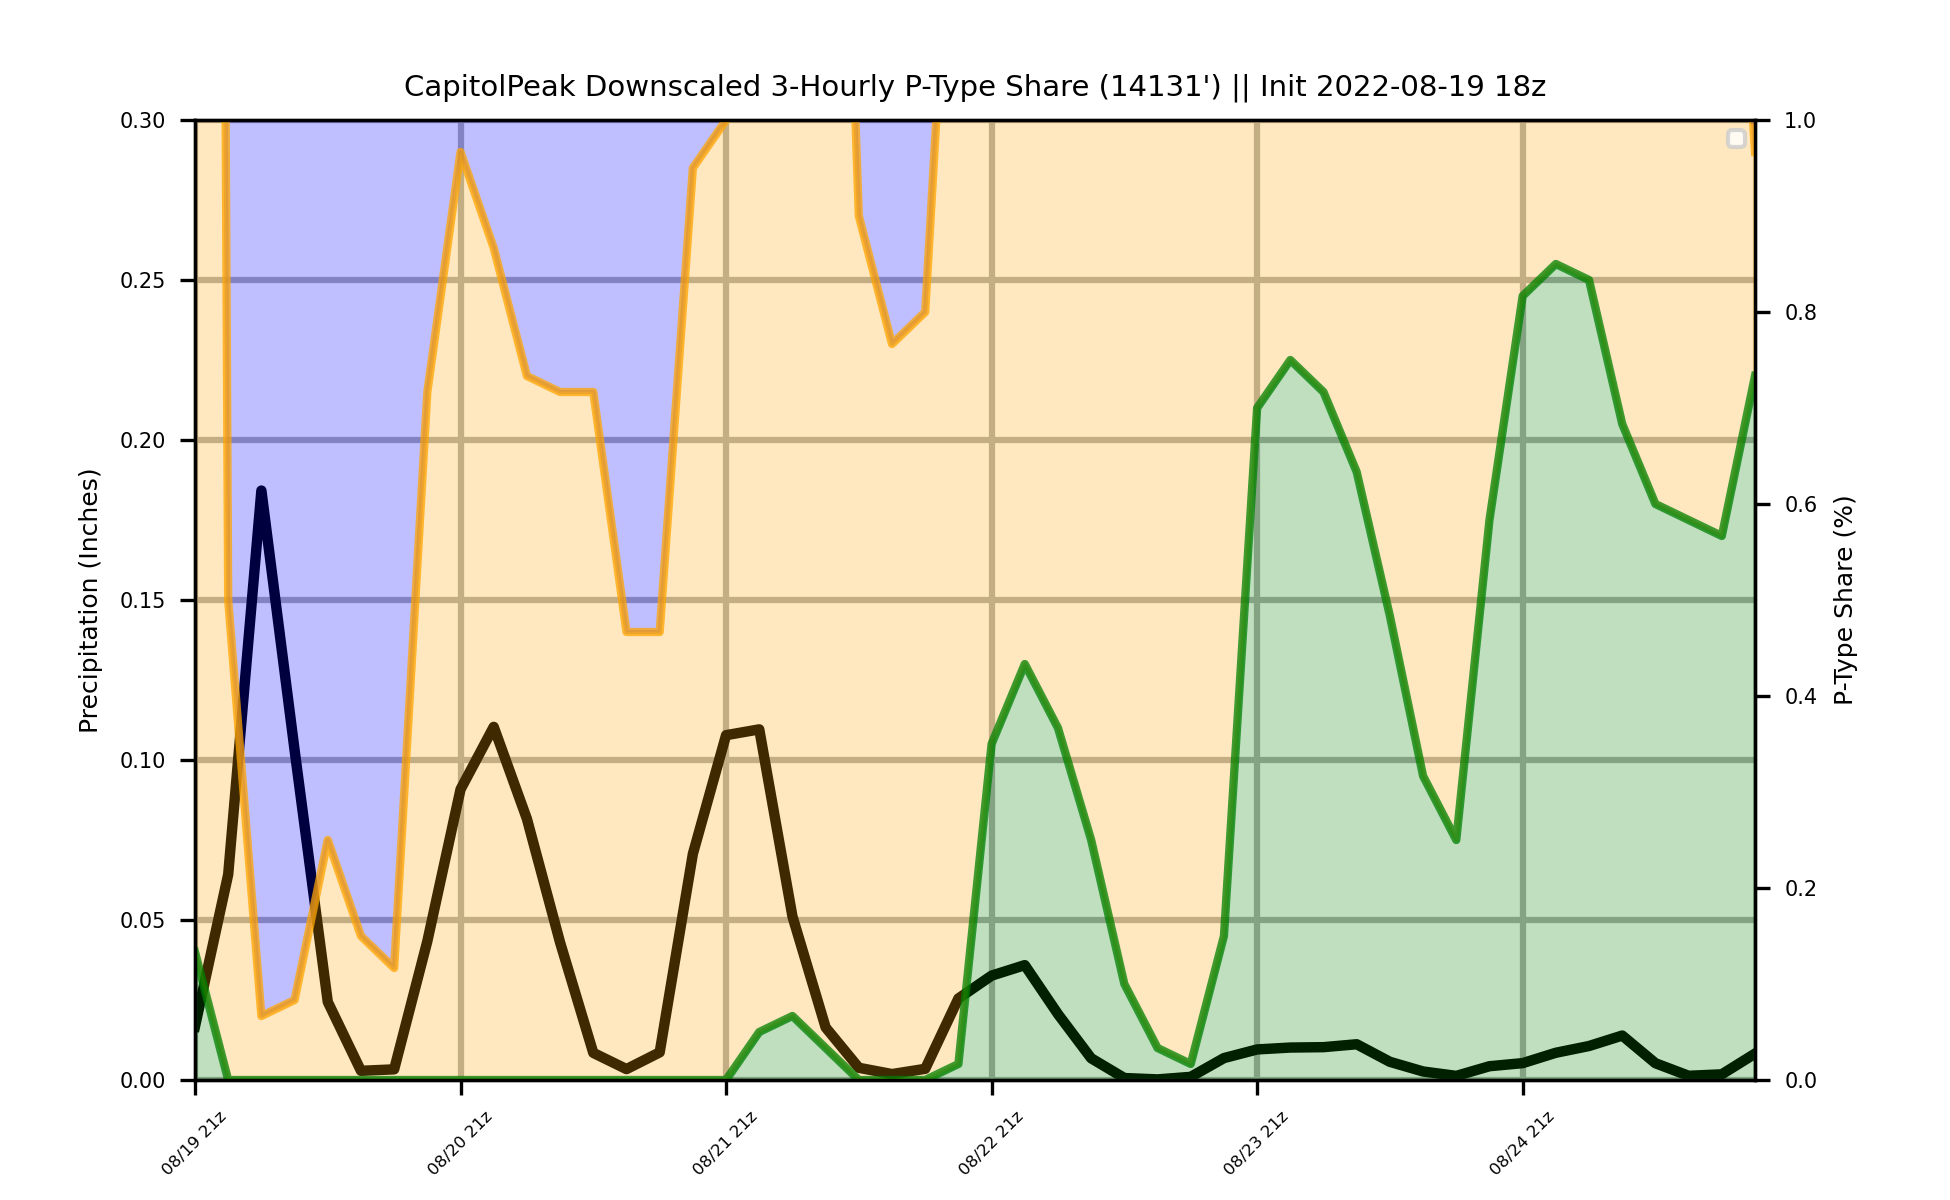 CapitolPeak Downscaled 3-Hourly P-Type Share (14131') || Init 2022-08-19 18z
0.30
0.25
0.20
0.15
0.10
0.05
0.00
Precipitation (Inches)
1.0
0.8
0.6
0.4
0.2
0.0
P-Type Share (%)
08/19 21z
08/20 21z
08/21 21z
08/22 21z
08/23 21z
08/24 21z